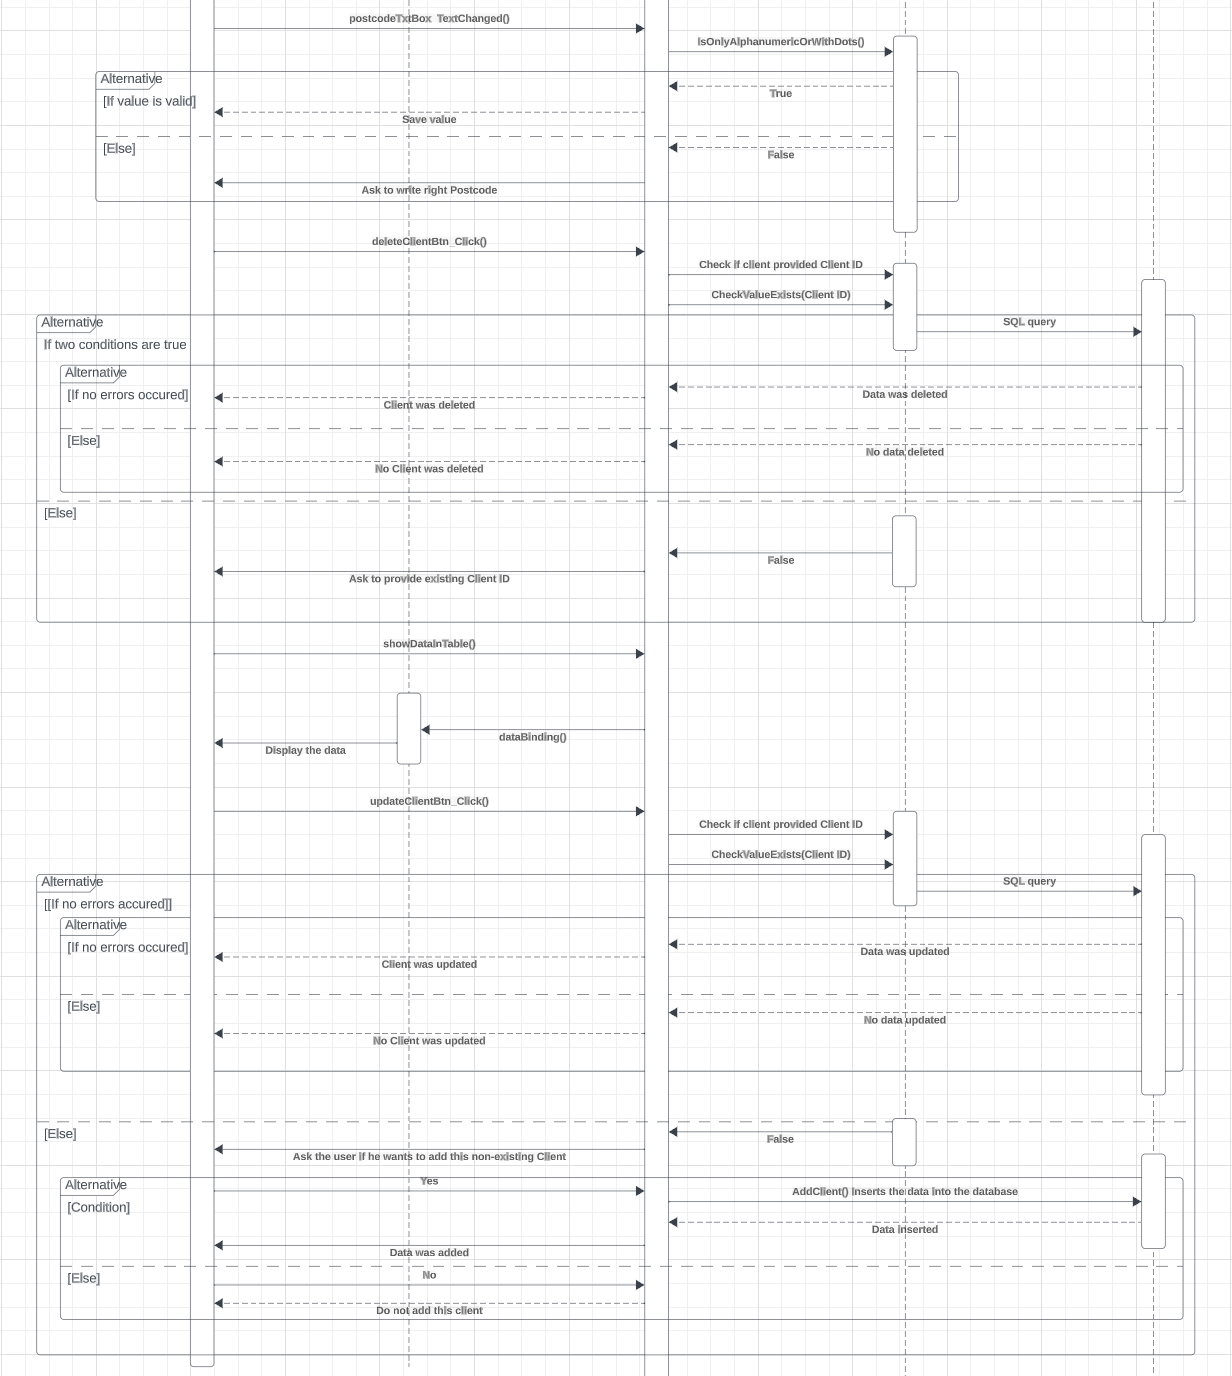 postcodeTxtBox_TextChanged()
isOnlyAlphanumericOrWithDots()
Alternative
[If value is valid]
True
Save value
[Else]
False
Ask to write right Postcode
deleteClientBtn_Click()
Check if client provided Client ID
CheckValueExists(Client ID)
Alternative
SQL query
If two conditions are true
Alternative
[If no errors occured]
Data was deleted
Client was deleted
[Else]
No data deleted
No Client was deleted
[Else]
False
Ask to provide existing Client ID
showDataInTable()
dataBinding()
Display the data
updateClientBtn_Click()
Check if client provided Client ID
CheckValueExists(Client ID)
Alternative
SQL query
[[If no errors accured]]
Alternative
[If no errors occured]
Data was updated
Client was updated
[Else]
No data updated
No Client was updated
[Else]
False
Ask the user if he wants to add this non-existing Client
Alternative
Yes
AddClient() inserts the data into the database
[Condition]
Data inserted
Data was added
[Else]
No
Do not add this client